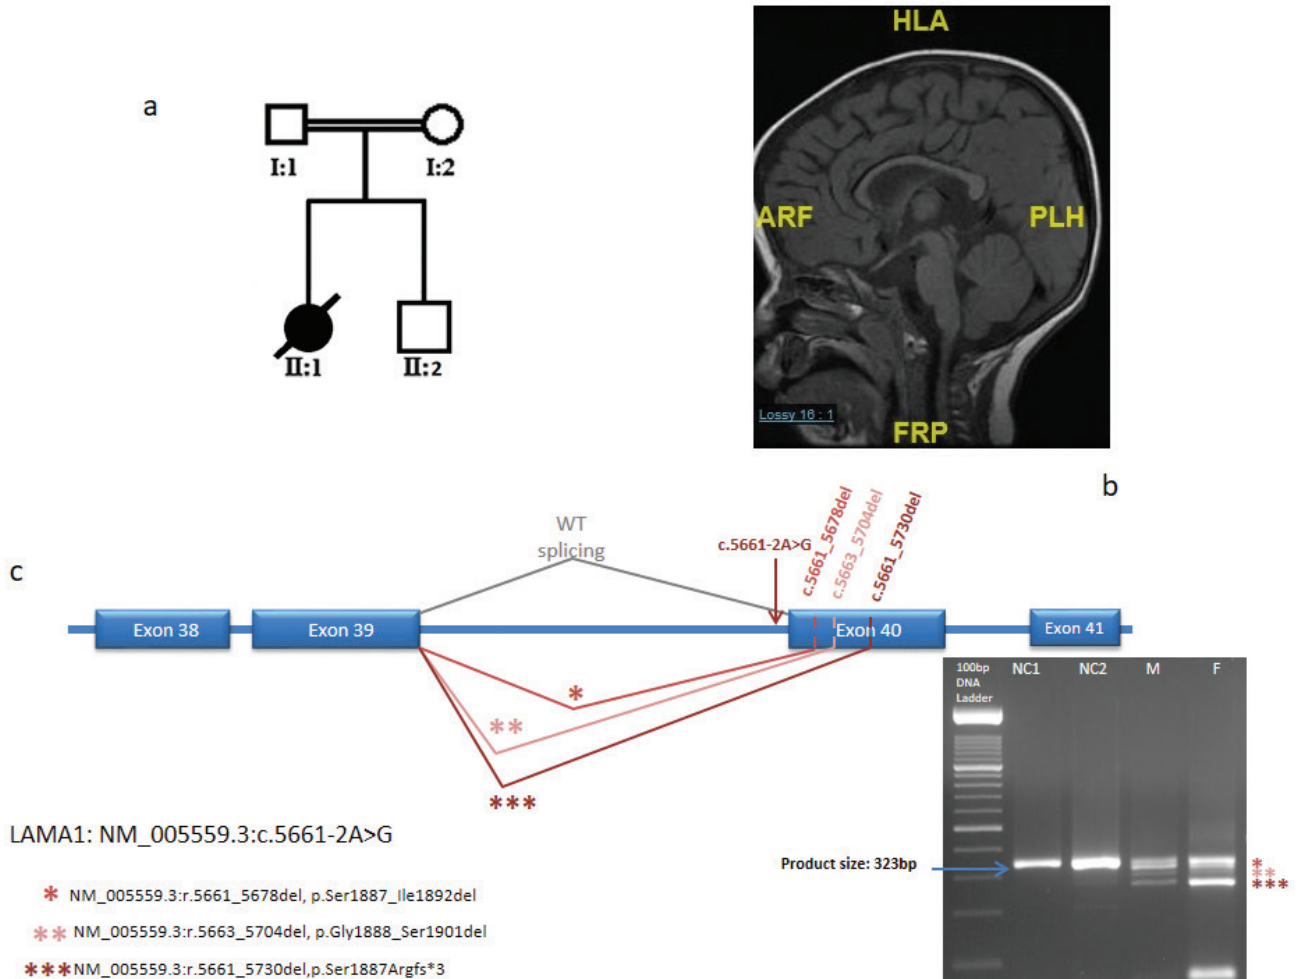 a
I:1
I:2
II:1
II:2
HLA
ARF
PLH
Lossy 16 : 1
FRP
b
c
WT
splicing
c.5661-2A>G
c.5661_5678del
c.5663_5704del
c.5661_5730del
Exon 38
Exon 39
Exon 40
Exon 41
*
**
***
100bp
DNA
Ladder
NC1
NC2
M
F
Product size: 323bp
*
**
***
LAMA1: NM_005559.3:c.5661-2A>G
* NM_005559.3:r.5661_5678del, p.Ser1887_Ile1892del
** NM_005559.3:r.5663_5704del, p.Gly1888_Ser1901del
***NM_005559.3:r.5661_5730del,p.Ser1887Argfs*3